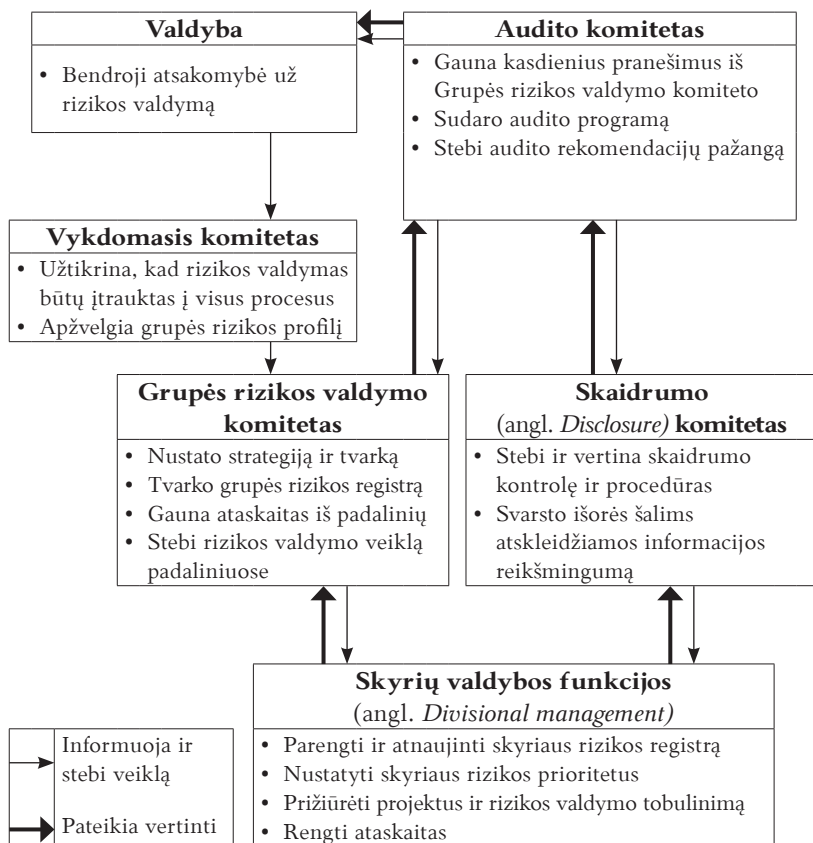 Valdyba
• Bendroji atsakomybė už
rizikos valdymą
Audito komitetas
• Gauna kasdienius pranešimus iš
Grupės rizikos valdymo komiteto
• Sudaro audito programą
• Stebi audito rekomendacijų pažangą
Vykdomasis komitetas
• Užtikrina, kad rizikos valdymas
būtų įtrauktas į visus procesus
• Apžvelgia grupės rizikos profilį
Grupės rizikos valdymo
komitetas
• Nustato strategiją ir tvarką
• Tvarko grupės rizikos registrą
• Gauna ataskaitas iš padalinių
• Stebi rizikos valdymo veiklą
padaliniuose
Skaidrumo
(angl. Disclosure) komitetas
• Stebi ir vertina skaidrumo
kontrolę ir procedūras
• Svarsto išorės šalims
atskleidžiamos informacijos
reikšmingumą
Skyrių valdybos funkcijos
(angl. Divisional management)
• Parengti ir atnaujinti skyriaus rizikos registrą
• Nustatyti skyriaus rizikos prioritetus
• Prižiūrėti projektus ir rizikos valdymo tobulinimą
• Rengti ataskaitas
Informuoja ir
stebi veiklą
Pateikia vertinti